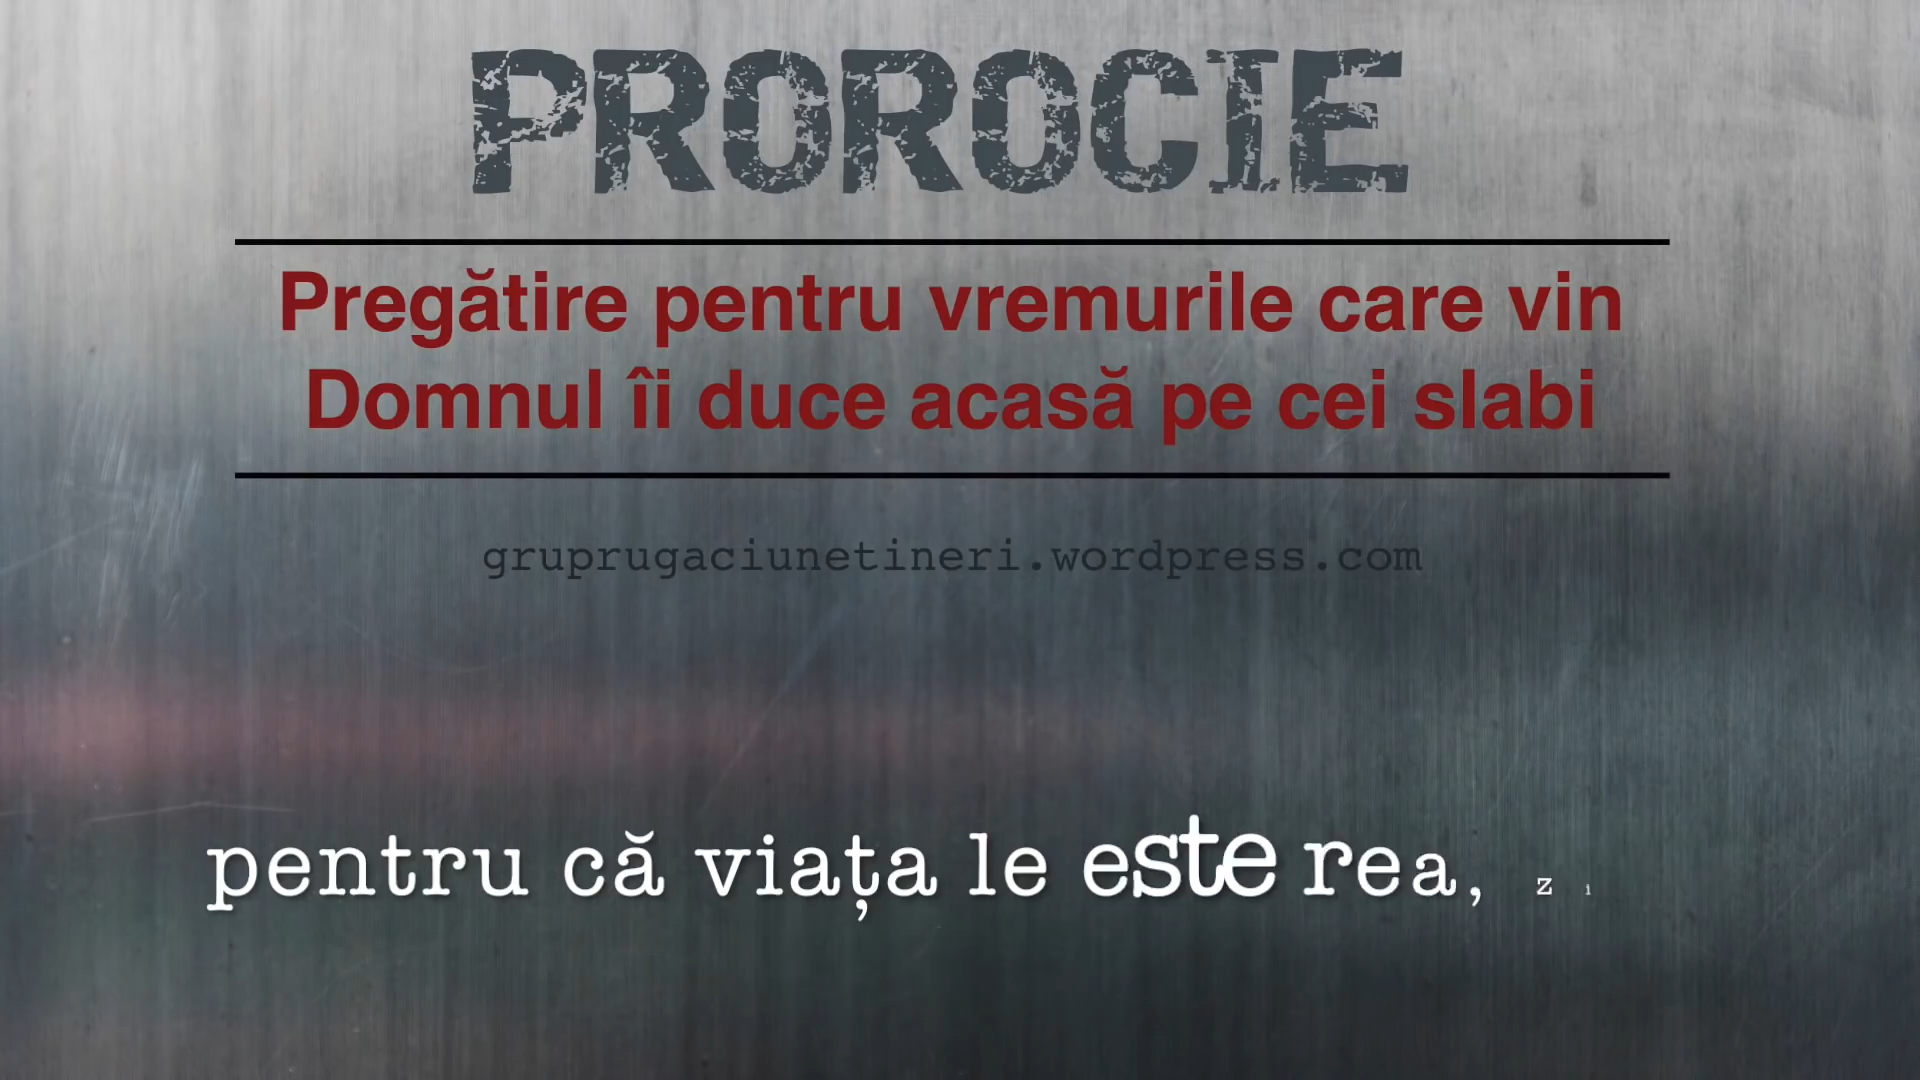 PROROCIE
Pregătire pentru vremurile care vin
Domnul îi duce acasă pe cei slabi
gruprugaciunetineri.wordpress.com
pentru că viața le este rea, zi